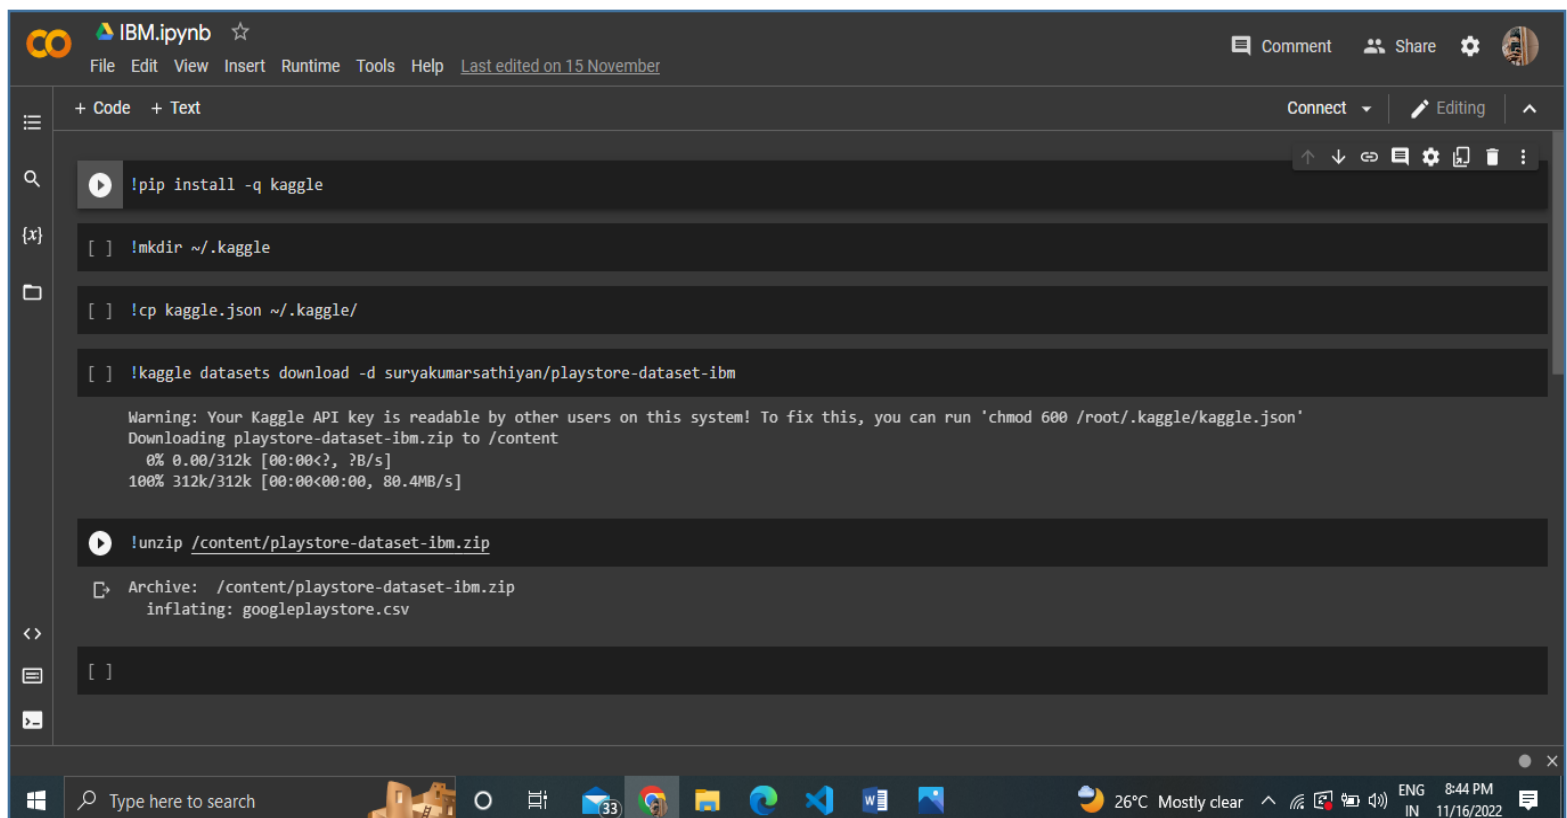 IBM.ipynb
File Edit View Insert Runtime Tools Help Last edited on 15 November
Comment Share
+ Code + Text
Connect Editing
!pip install -q kaggle
{x}
[ ] !mkdir ~/.kaggle
[ ] !cp kaggle.json ~/.kaggle/
[ ] !kaggle datasets download -d suryakumarsathiyan/playstore-dataset-ibm
Warning: Your Kaggle API key is readable by other users on this system! To fix this, you can run 'chmod 600 /root/.kaggle/kaggle.json'
Downloading playstore-dataset-ibm.zip to /content
0% 0.00/312k [00:00<?, ?B/s]
100% 312k/312k [00:00<00:00, 80.4MB/s]
!unzip /content/playstore-dataset-ibm.zip
Archive:  /content/playstore-dataset-ibm.zip
inflating: googleplaystore.csv
[ ]
Type here to search
33
26°C Mostly clear
ENG
IN
8:44 PM
11/16/2022